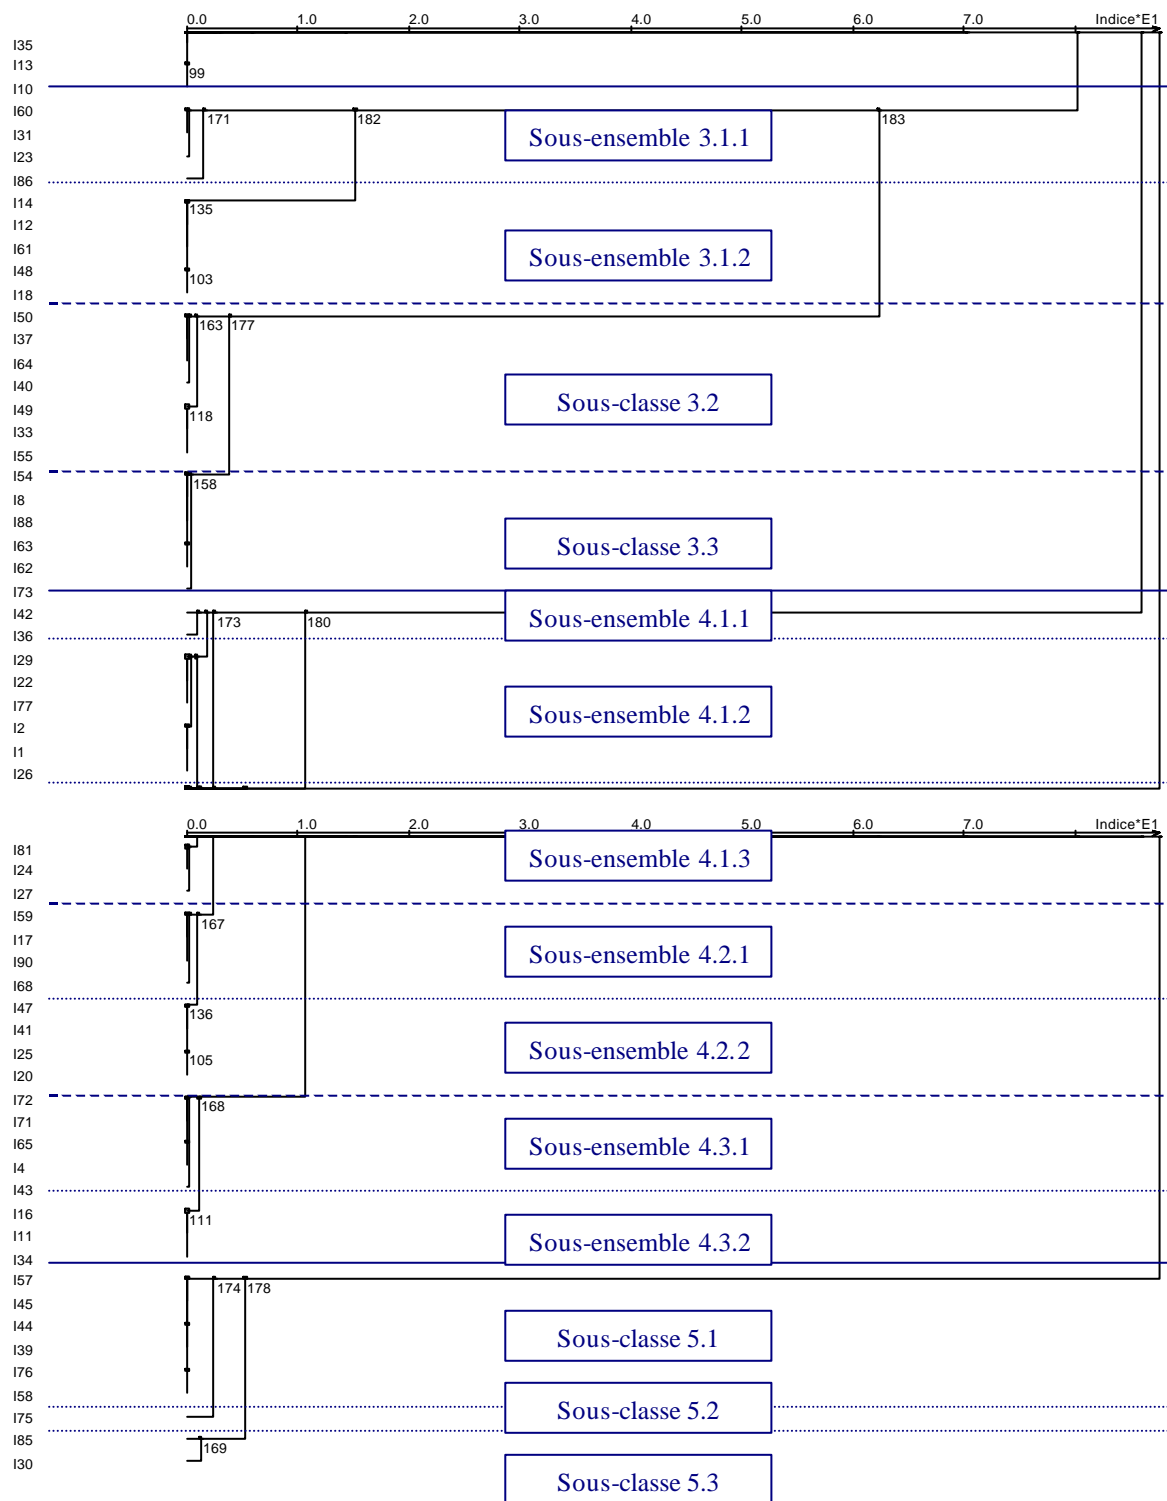 0.0 1.0 2.0 3.0 4.0 5.0 6.0 7.0 Indice*E1
I35
I13
99
I10
I60
171 182 183
I31
Sous-ensemble 3.1.1
I23
I86
I14
135
I12
I61
Sous-ensemble 3.1.2
I48
103
I18
I50
163 177
I37
I64
I40
Sous-classe 3.2
I49
118
I33
I55
I54
158
I8
I88
I63
Sous-classe 3.3
I62
I73
I42
Sous-ensemble 4.1.1
173 180
I36
I29
I22
I77
Sous-ensemble 4.1.2
I2
I1
I26
0.0 1.0 2.0 3.0 4.0 5.0 6.0 7.0 Indice*E1
I81
Sous-ensemble 4.1.3
I24
I27
I59
167
I17
Sous-ensemble 4.2.1
I90
I68
I47
136
I41
I25
Sous-ensemble 4.2.2
105
I20
I72
168
I71
I65
Sous-ensemble 4.3.1
I4
I43
I16
111
I11
Sous-ensemble 4.3.2
I34
I57
174 178
I45
I44
Sous-classe 5.1
I39
I76
I58
Sous-classe 5.2
I75
I85
169
I30
Sous-classe 5.3